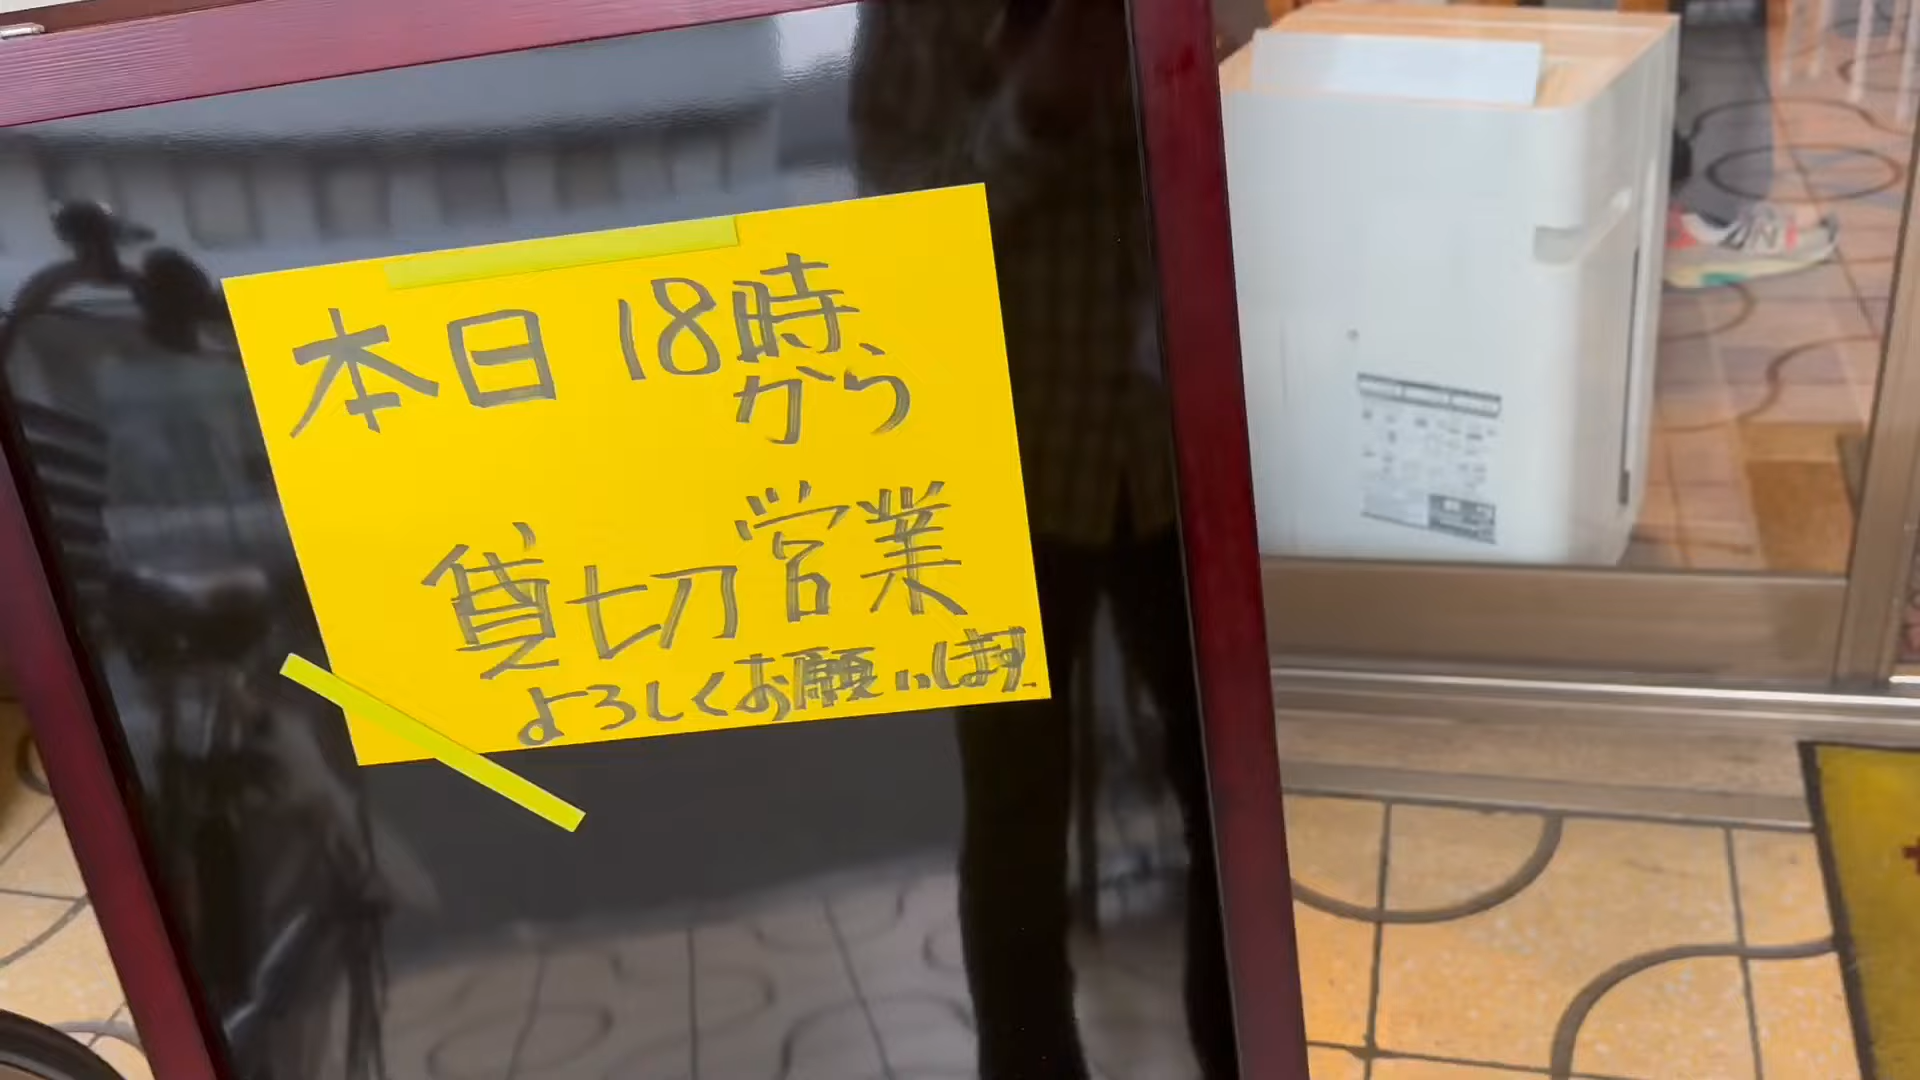 本日 18時
から
貸切営業
よろしくお願いします